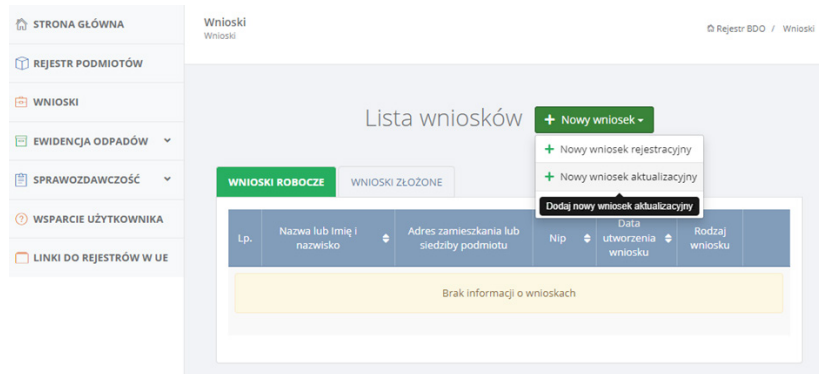 STRONA GŁÓWNA
REJESTR PODMIOTÓW
WNIOSKI
EWIDENCJA ODPADÓW
SPRAWOZDAWCZOŚĆ
WSPARCIE UŻYTKOWNIKA
LINKI DO REJESTRÓW W UE
Wnioski
Wnioski
Rejestr BDO / Wnioski
Lista wniosków
+ Nowy wniosek
+ Nowy wniosek rejestracyjny
+ Nowy wniosek aktualizacyjny
Dodaj nowy wniosek aktualizacyjny
WNIOSKI ROBOCZE
WNIOSKI ZŁOŻONE
Lp.
Nazwa lub Imię i
nazwisko
Adres zamieszkania lub
siedziby podmiotu
Nip
Data
utworzenia
wniosku
Rodzaj
wniosku
Brak informacji o wnioskach